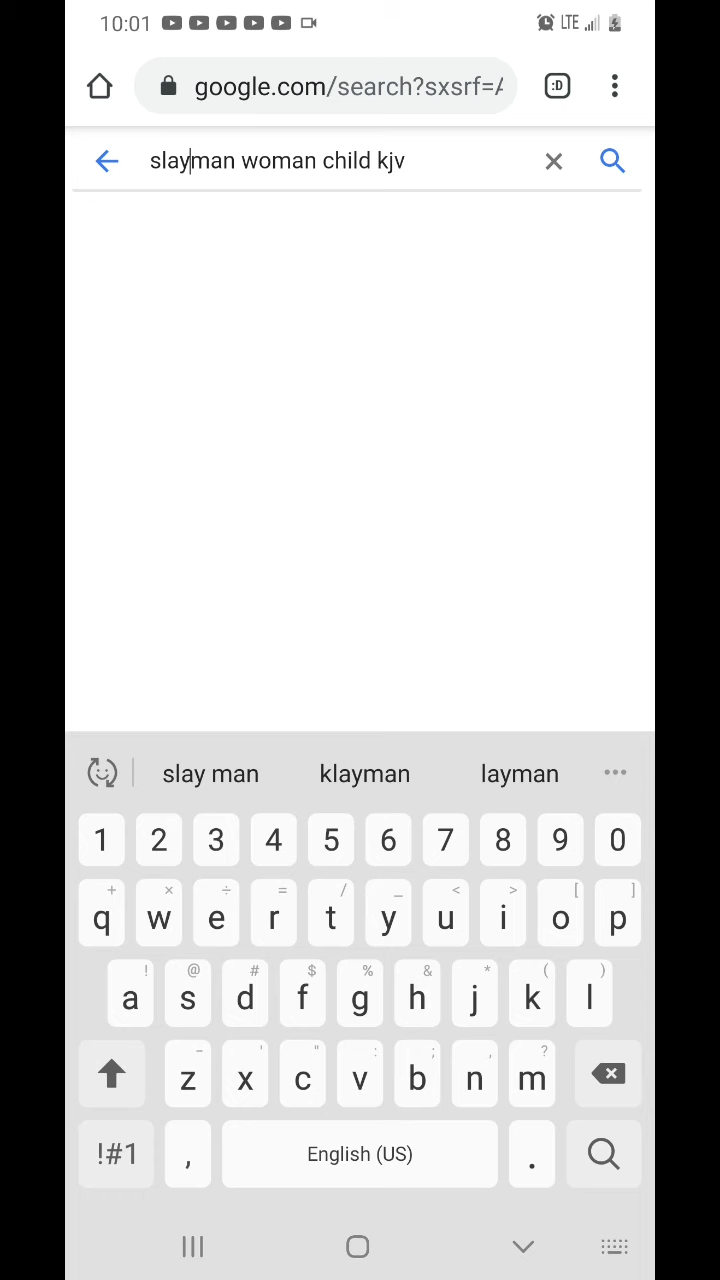 10:01 LTE
google.com/search?sxsrf=A
:D
slayman woman child kjv
slay man klayman layman
1 2 3 4 5 6 7 8 9 0
+ × ÷ = / _ < > [ ]
q w e r t y u i o p
! @ # $ % & * ( )
a s d f g h j k l
- ' " : ; , ?
z x c v b n m
!#1 , English (US) .